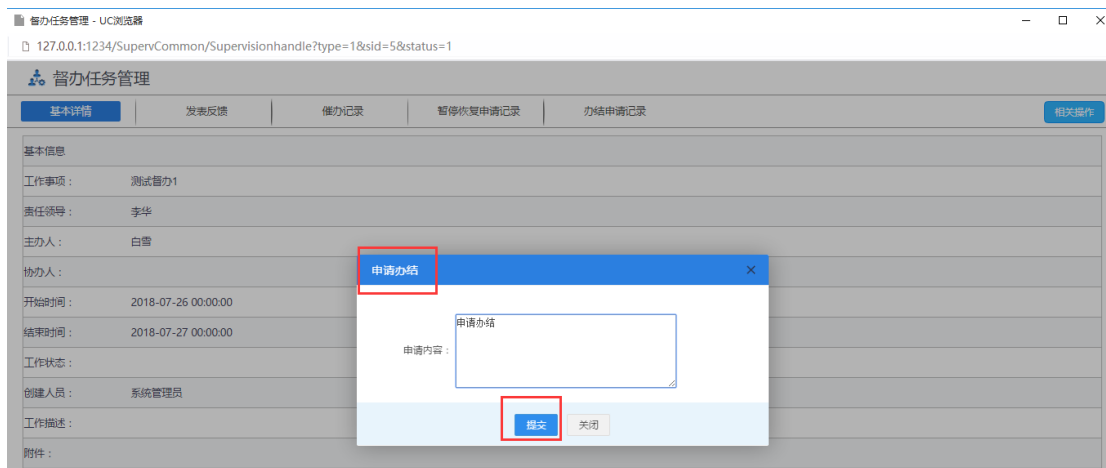 督办任务管理 - UC浏览器
127.0.0.1:1234/SupervCommon/Supervisionhandle?type=1&sid=5&status=1
督办任务管理
基本详情 发表反馈 催办记录 暂停恢复申请记录 办结申请记录 相关操作
基本信息
工作事项： 测试督办1
责任领导： 李华
主办人： 白雪
协办人：
申请办结
开始时间： 2018-07-26 00:00:00
结束时间： 2018-07-27 00:00:00
申请办结
申请内容：
工作状态：
创建人员： 系统管理员
工作描述：
提交 关闭
附件：